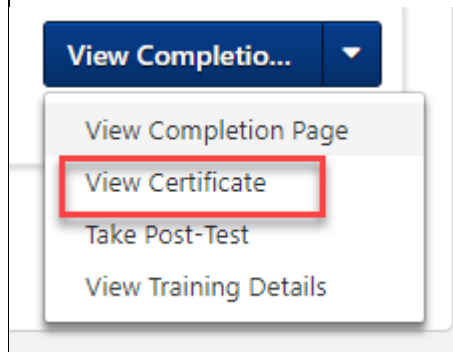 View Completio...
View Completion Page
View Certificate
Take Post-Test
View Training Details